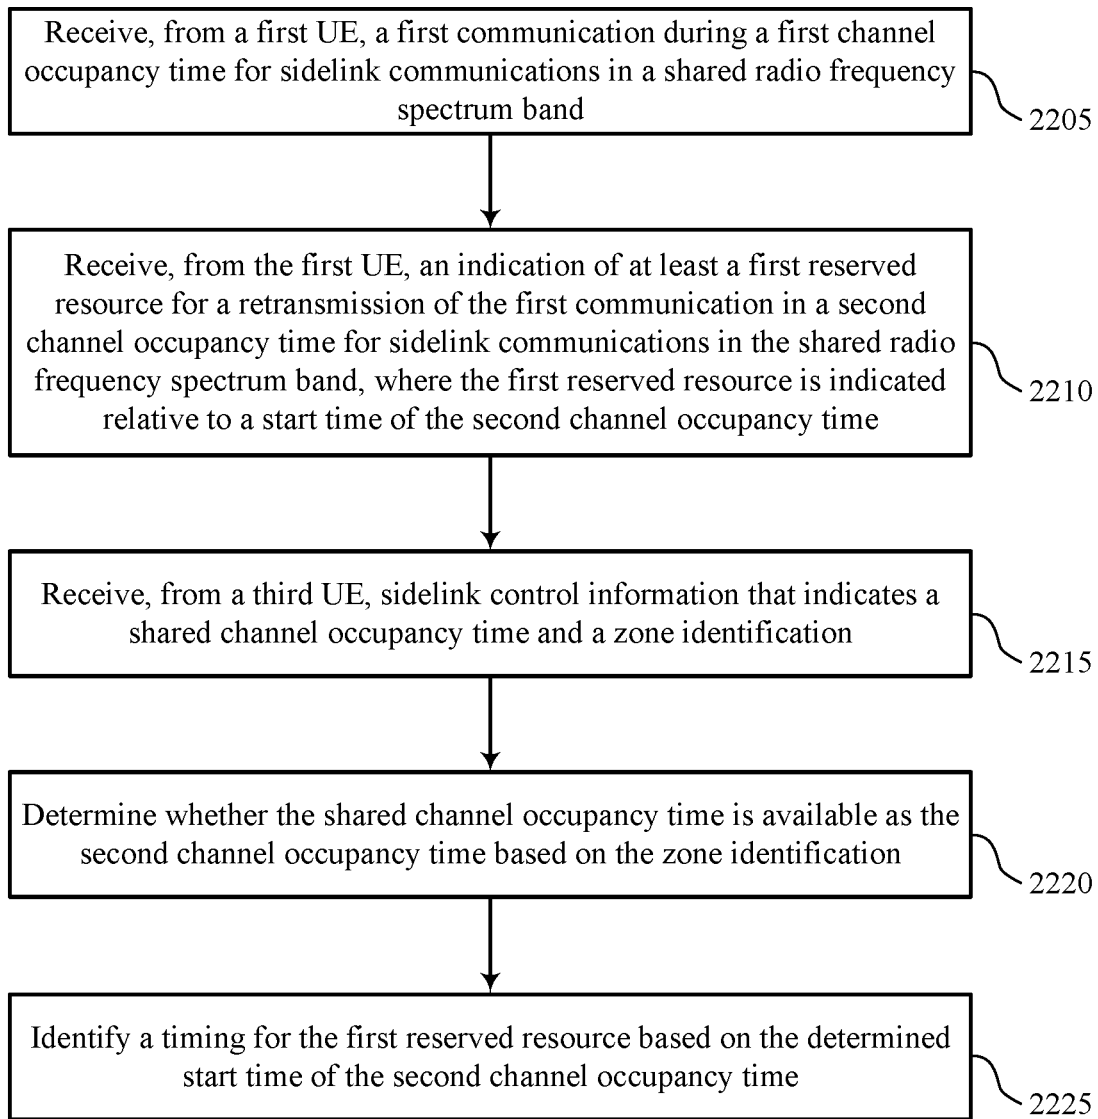 Receive, from a first UE, a first communication during a first channel
occupancy time for sidelink communications in a shared radio frequency
spectrum band
2205
Receive, from the first UE, an indication of at least a first reserved
resource for a retransmission of the first communication in a second
channel occupancy time for sidelink communications in the shared radio
frequency spectrum band, where the first reserved resource is indicated
relative to a start time of the second channel occupancy time
2210
Receive, from a third UE, sidelink control information that indicates a
shared channel occupancy time and a zone identification
2215
Determine whether the shared channel occupancy time is available as the
second channel occupancy time based on the zone identification
2220
Identify a timing for the first reserved resource based on the determined
start time of the second channel occupancy time
2225